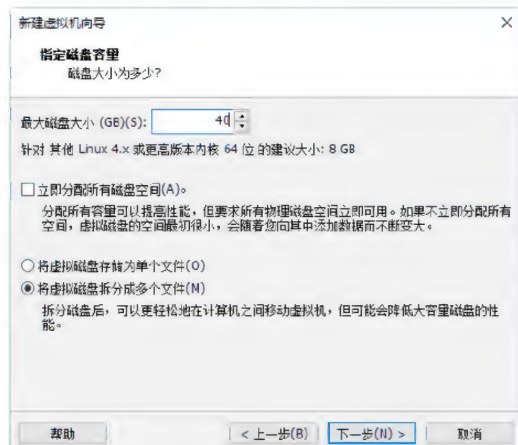 新建虚拟机向导
指定磁盘容量
磁盘大小为多少?
最大磁盘大小 (GB)(S): 40
针对 其他 Linux 4.x 或更高版本内核 64 位 的建议大小: 8 GB
立即分配所有磁盘空间(A)。
分配所有容量可以提高性能，但要求所有物理磁盘空间立即可用。如果不立即分配所有
空间，虚拟磁盘的空间最初很小，会随着您向其中添加数据而不断变大。
将虚拟磁盘存储为单个文件(O)
将虚拟磁盘拆分成多个文件(M)
拆分磁盘后，可以更轻松地在计算机之间移动虚拟机，但可能会降低大容量磁盘的性
能。
帮助 < 上一步(B) 下一步(N) > 取消